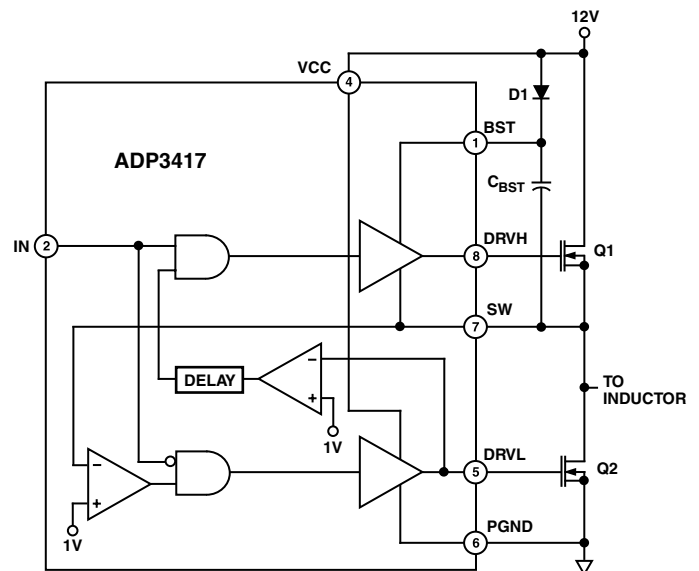 12V
VCC
4
D1
BST
1
ADP3417
CBST
IN
2
DRVH
8
Q1
SW
7
DELAY
–
+
1V
TO
INDUCTOR
DRVL
5
Q2
–
+
1V
PGND
6